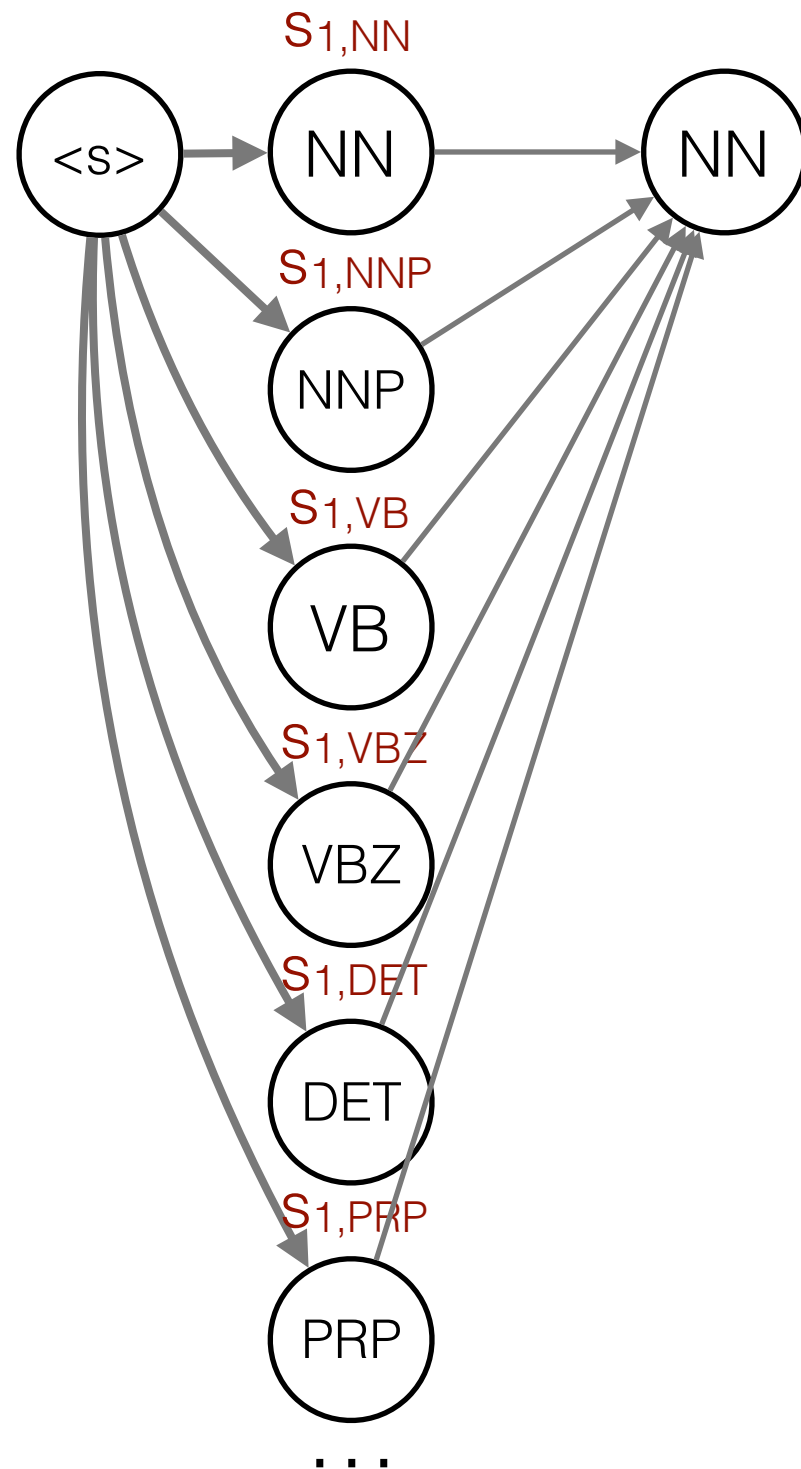 S1,NN
<s> NN NN
S1,NNP
NNP
S1,VB
VB
S1,VBZ
VBZ
S1,DET
DET
S1,PRP
PRP
...